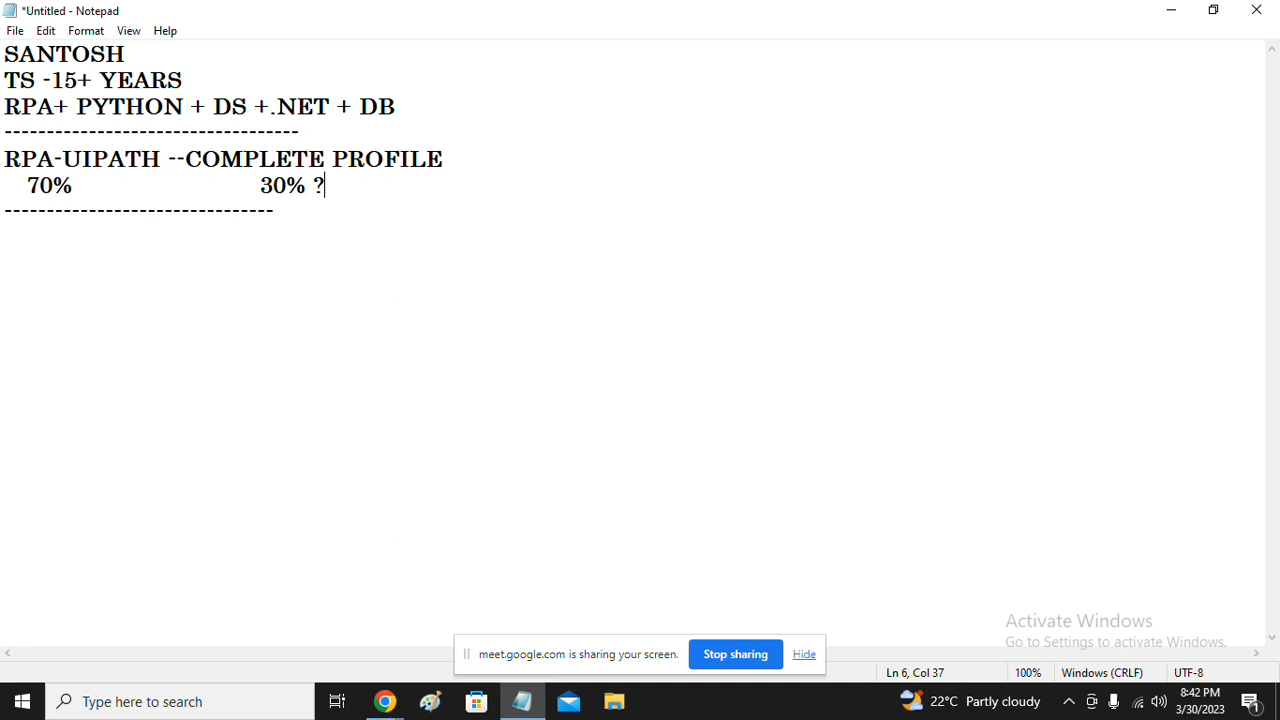 *Untitled - Notepad
File Edit Format View Help
SANTOSH
TS -15+ YEARS
RPA+ PYTHON + DS +.NET + DB
-----------------------------------
RPA-UIPATH --COMPLETE PROFILE
70% 30% ?
--------------------------------
Activate Windows
Go to Settings to activate Windows.
meet.google.com is sharing your screen. Stop sharing Hide
Ln 6, Col 37 100% Windows (CRLF) UTF-8
Type here to search 22°C Partly cloudy 8:42 PM
3/30/2023 1